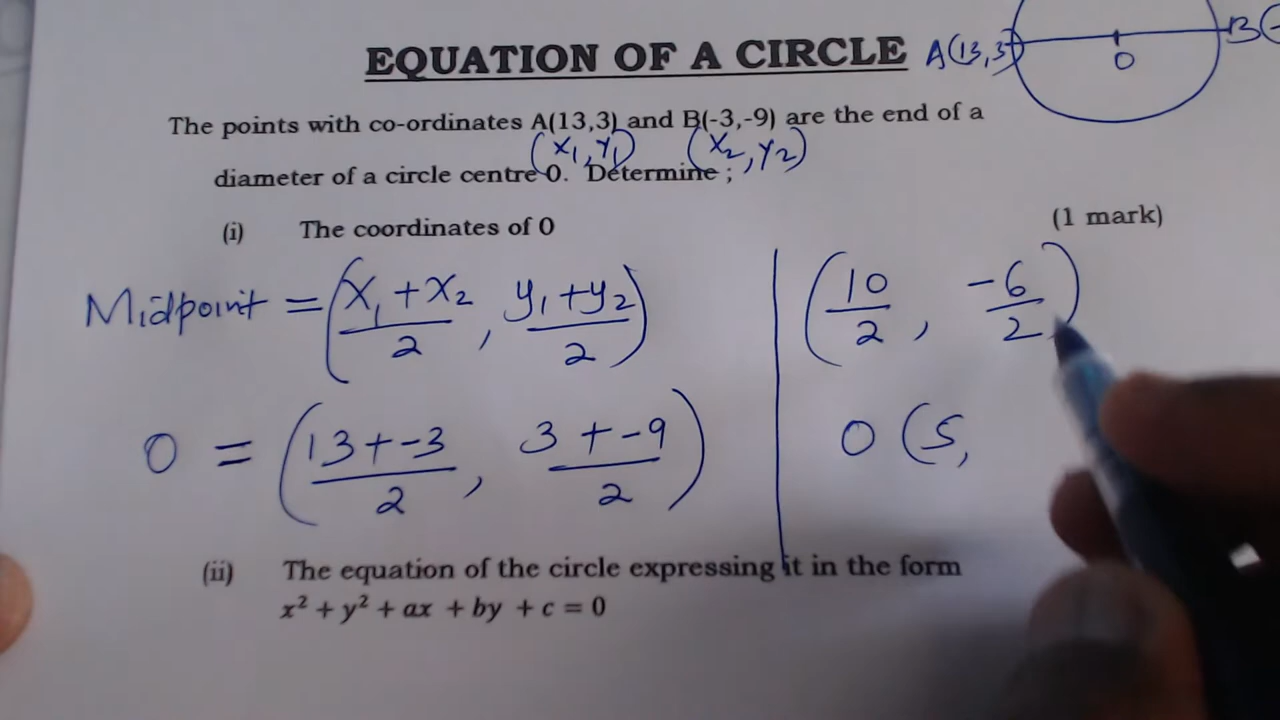 EQUATION OF A CIRCLE
A(13,3)
O
B(-
The points with co-ordinates A(13,3) and B(-3,-9) are the end of a
(x₁, y₁) (x₂, y₂)
diameter of a circle centre 0. Determine ;
(i) The coordinates of 0 (1 mark)
Midpoint = (x₁ + x₂ / 2 , y₁ + y₂ / 2)
0 = (13 + -3 / 2 , 3 + -9 / 2)
(10 / 2 , -6 / 2)
0 (5,
(ii) The equation of the circle expressing it in the form
x² + y² + ax + by + c = 0